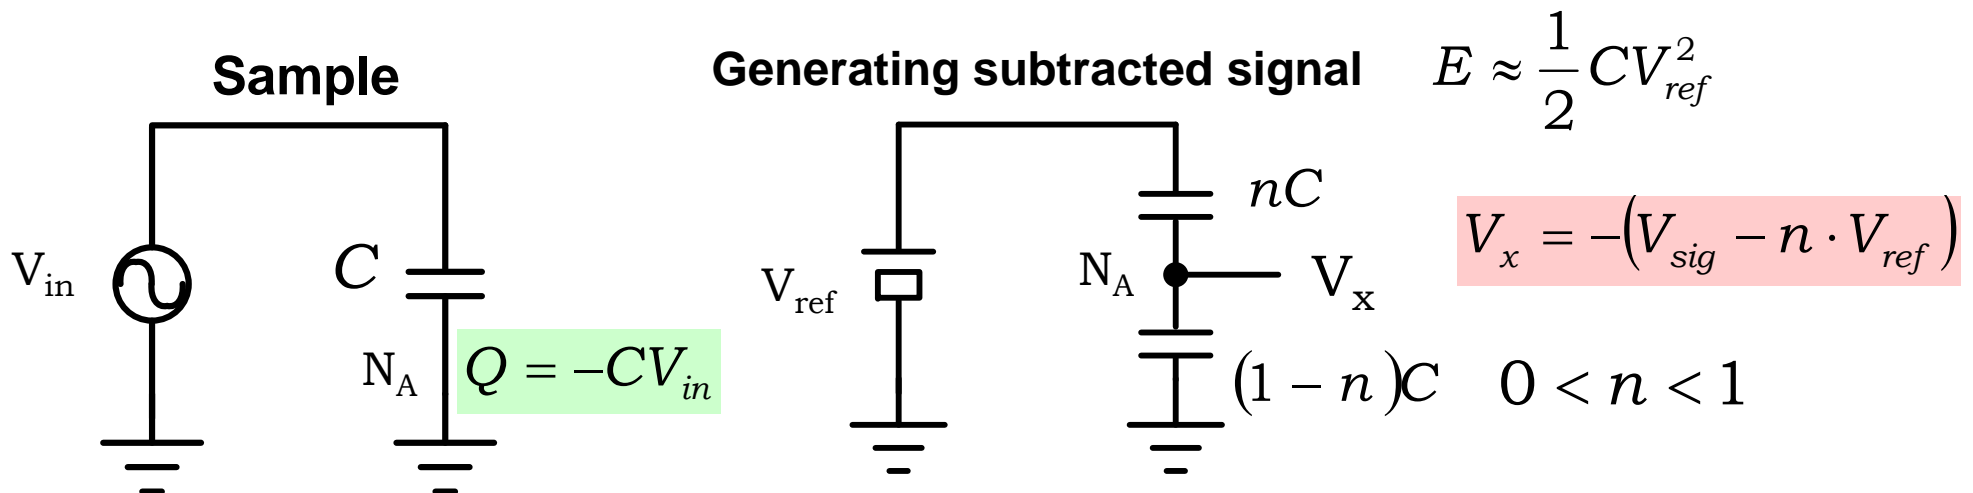 Sample
V_in
C
N_A
Q = −CV_in
Generating subtracted signal
E ≈ 1/2 CV_ref^2
V_ref
nC
N_A
V_x
(1 − n)C
0 < n < 1
V_x = −(V_sig − n · V_ref)